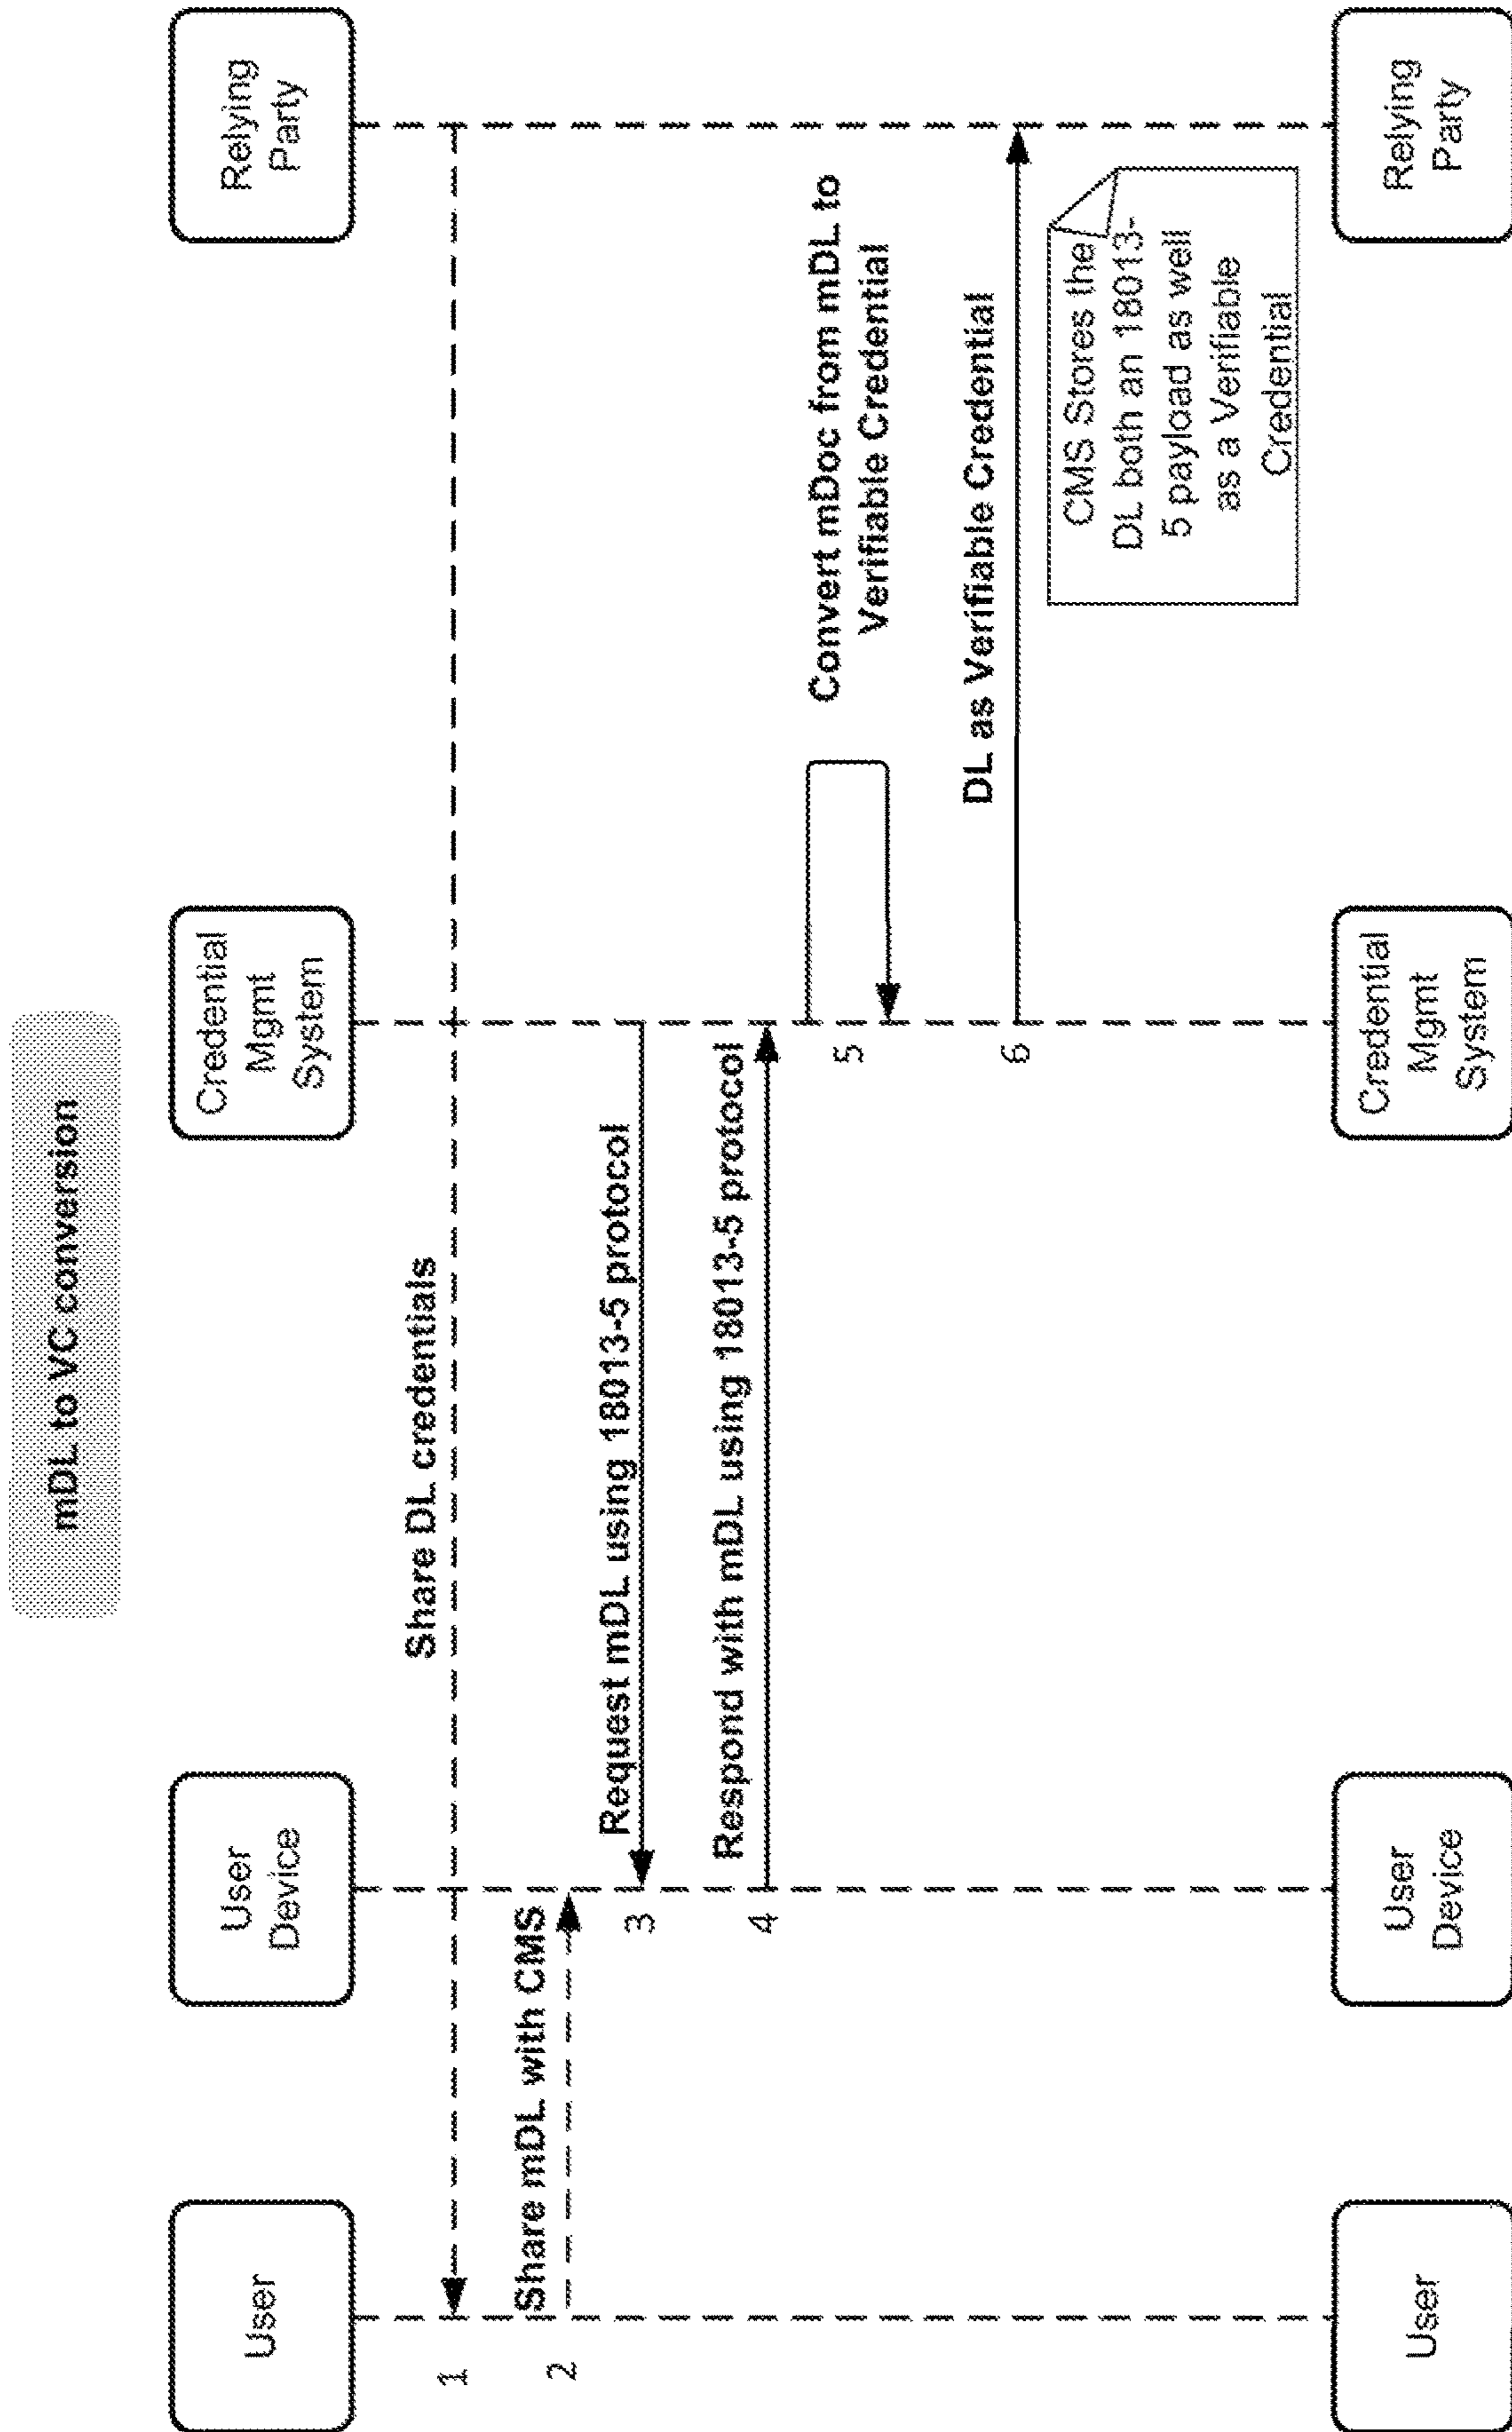 mDL to VC conversion
User
User
Device
Credential
Mgmt
System
Relying
Party
1
Share DL credentials
2
Share mDL with CMS
Request mDL using 18013-5 protocol
3
Respond with mDL using 18013-5 protocol
4
Convert mDoc from mDL to
Verifiable Credential
5
DL as Verifiable Credential
6
CMS Stores the
DL both an 18013-
5 payload as well
as a Verifiable
Credential
User
User
Device
Credential
Mgmt
System
Relying
Party